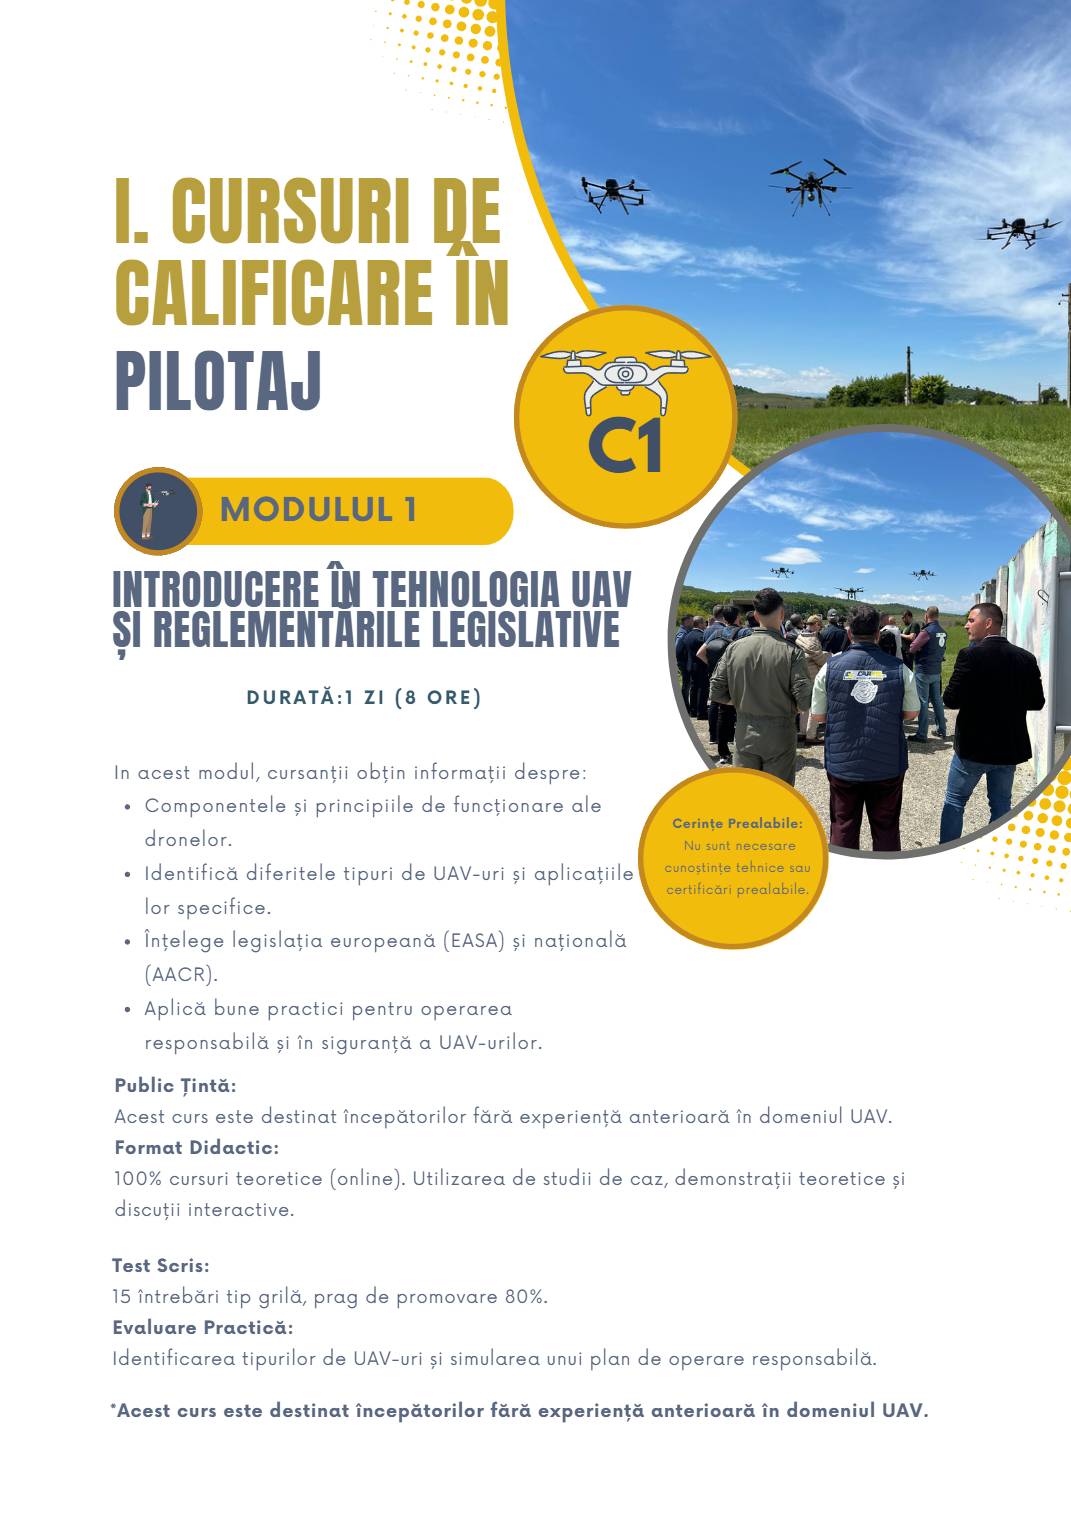 I. CURSURI DE
CALIFICARE ÎN
PILOTAJ
C1
MODULUL 1
INTRODUCERE ÎN TEHNOLOGIA UAV
ȘI REGLEMENTĂRILE LEGISLATIVE
DURATĂ:1 ZI (8 ORE)
In acest modul, cursanții obțin informații despre:
• Componentele și principiile de funcționare ale
dronelor.
• Identifică diferitele tipuri de UAV-uri și aplicațiile
lor specifice.
• Înțelege legislația europeană (EASA) și națională
(AACR).
• Aplică bune practici pentru operarea
responsabilă și în siguranță a UAV-urilor.
Cerințe Prealabile:
Nu sunt necesare
cunoștințe tehnice sau
certificări prealabile.
Public Țintă:
Acest curs este destinat începătorilor fără experiență anterioară în domeniul UAV.
Format Didactic:
100% cursuri teoretice (online). Utilizarea de studii de caz, demonstrații teoretice și
discuții interactive.
Test Scris:
15 întrebări tip grilă, prag de promovare 80%.
Evaluare Practică:
Identificarea tipurilor de UAV-uri și simularea unui plan de operare responsabilă.
*Acest curs este destinat începătorilor fără experiență anterioară în domeniul UAV.